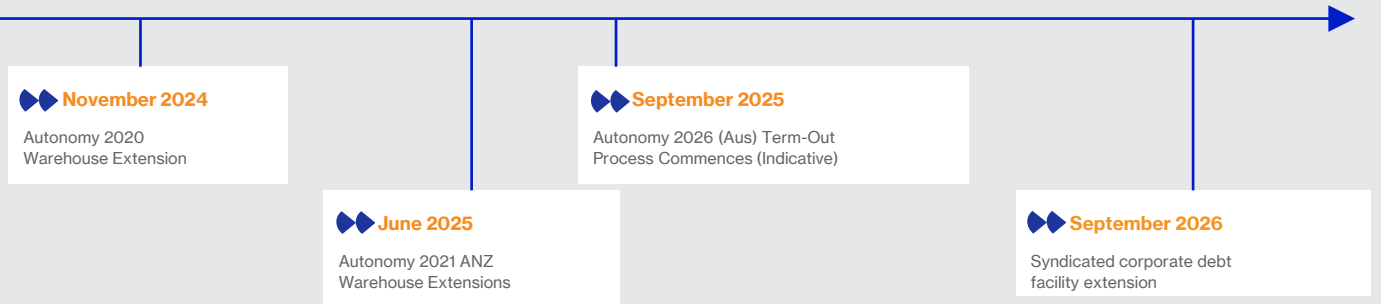 November 2024
Autonomy 2020
Warehouse Extension
June 2025
Autonomy 2021 ANZ
Warehouse Extensions
September 2025
Autonomy 2026 (Aus) Term-Out
Process Commences (Indicative)
September 2026
Syndicated corporate debt
facility extension